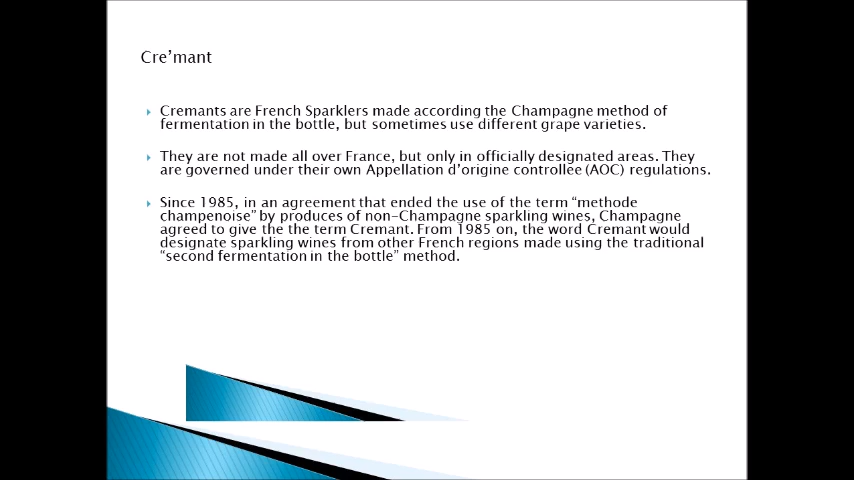 Cre’mant
Cremants are French Sparklers made according the Champagne method of
fermentation in the bottle, but sometimes use different grape varieties.
They are not made all over France, but only in officially designated areas. They
are governed under their own Appellation d’origine controllee (AOC) regulations.
Since 1985, in an agreement that ended the use of the term “methode
champenoise” by produces of non-Champagne sparkling wines, Champagne
agreed to give the the term Cremant. From 1985 on, the word Cremant would
designate sparkling wines from other French regions made using the traditional
“second fermentation in the bottle” method.